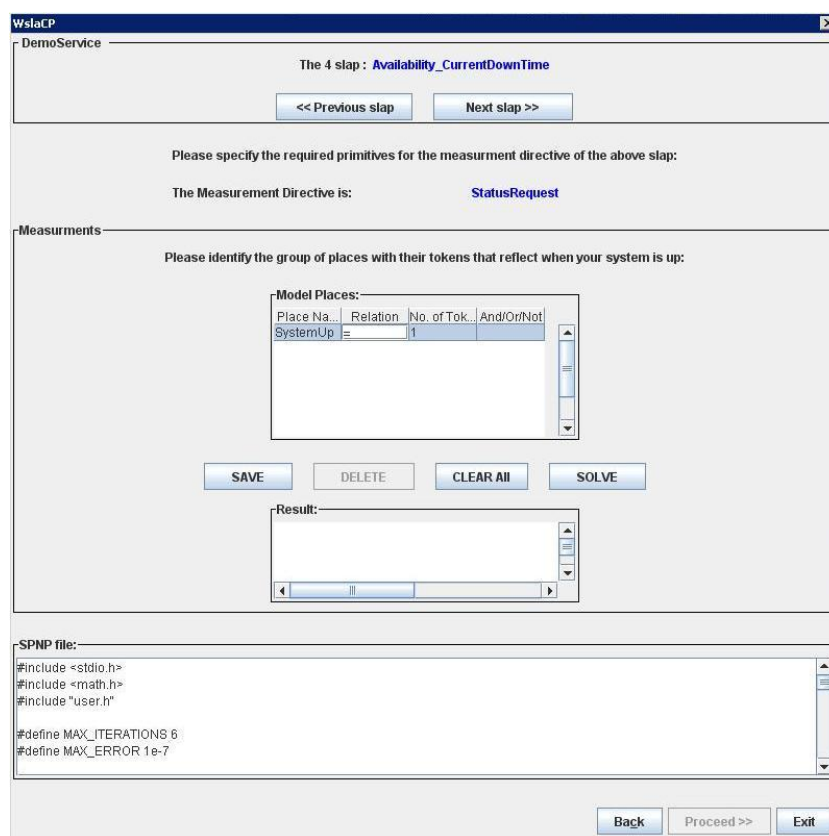 WslaCP
DemoService
The 4 slap : Availability_CurrentDownTime
<< Previous slap Next slap >>
Please specify the required primitives for the measurment directive of the above slap:
The Measurement Directive is: StatusRequest
Measurments
Please identify the group of places with their tokens that reflect when your system is up:
Model Places:
Place Na... Relation No. of Tok... And/Or/Not
SystemUp = 1
SAVE DELETE CLEAR All SOLVE
Result:
SPNP file:
#include <stdio.h>
#include <math.h>
#include "user.h"
#define MAX_ITERATIONS 6
#define MAX_ERROR 1e-7
Back Proceed >> Exit